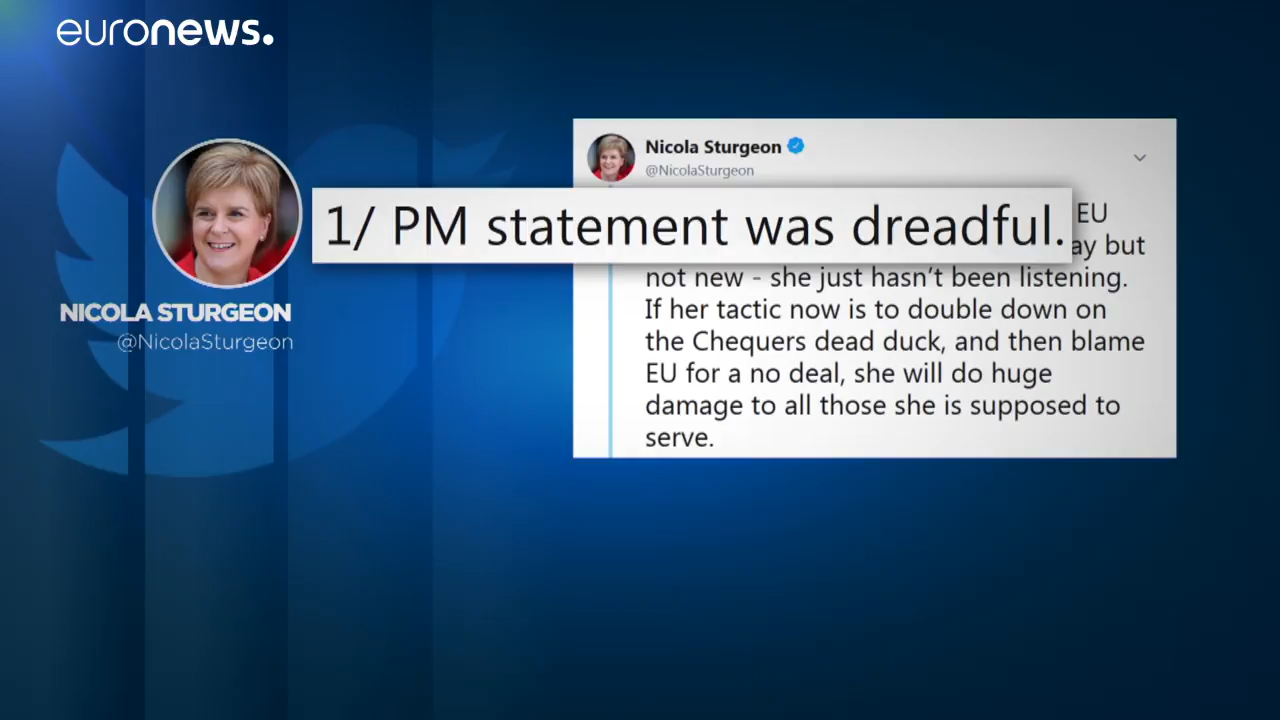 euronews.
NICOLA STURGEON
@NicolaSturgeon
Nicola Sturgeon
@NicolaSturgeon
1/ PM statement was dreadful.
EU
ay but
not new - she just hasn't been listening.
If her tactic now is to double down on
the Chequers dead duck, and then blame
EU for a no deal, she will do huge
damage to all those she is supposed to
serve.